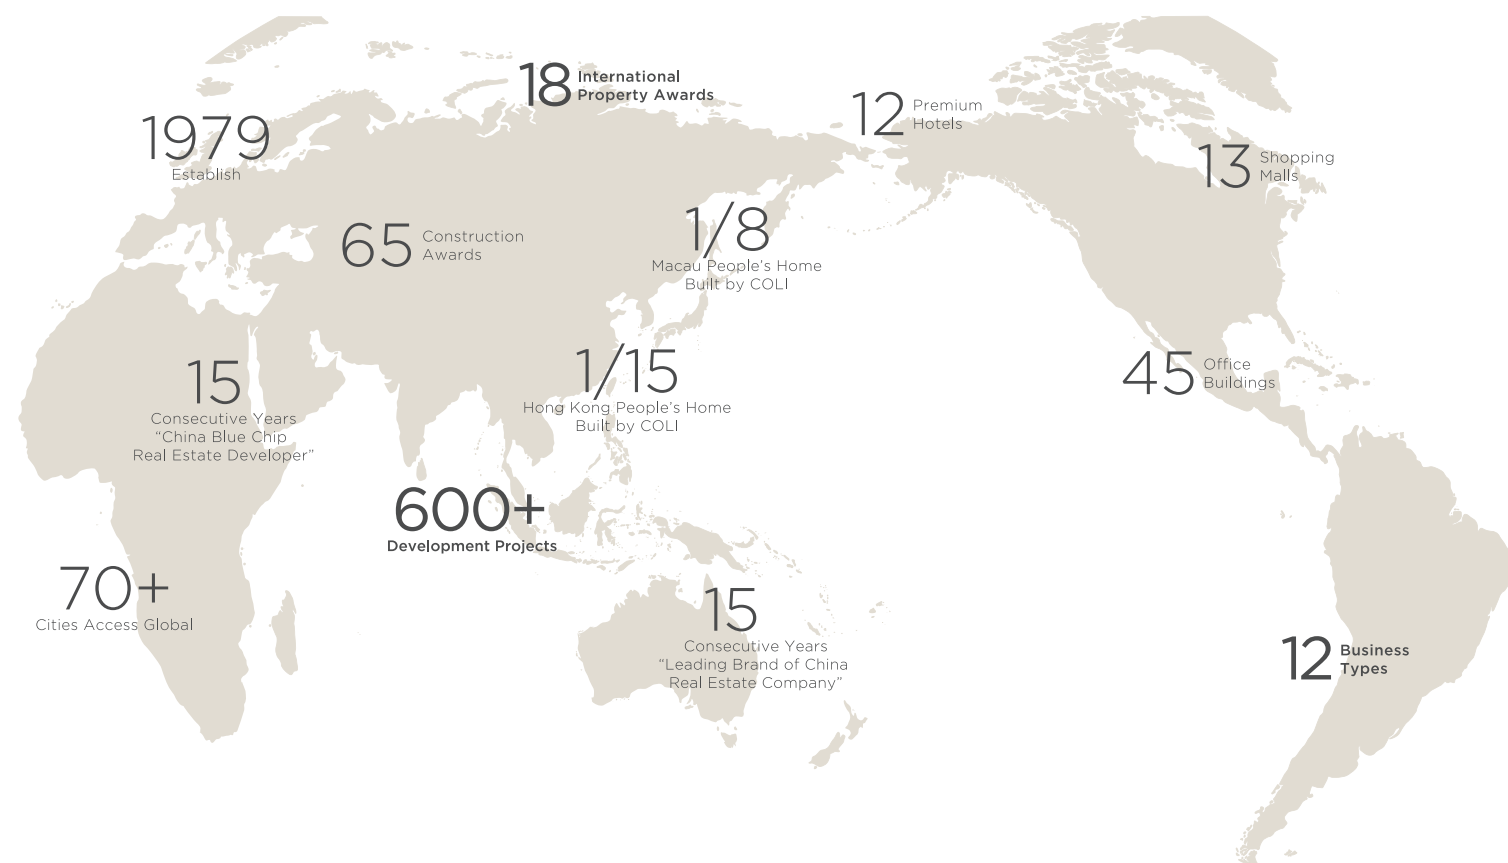 18
International
Property Awards
12
Premium
Hotels
1979
Establish
13
Shopping
Malls
65
Construction
Awards
1/8
Macau People’s Home
Built by COLI
15
Consecutive Years
“China Blue Chip
Real Estate Developer”
1/15
Hong Kong People’s Home
Built by COLI
45
Office
Buildings
600+
Development Projects
70+
Cities Access Global
15
Consecutive Years
“Leading Brand of China
Real Estate Company”
12
Business
Types